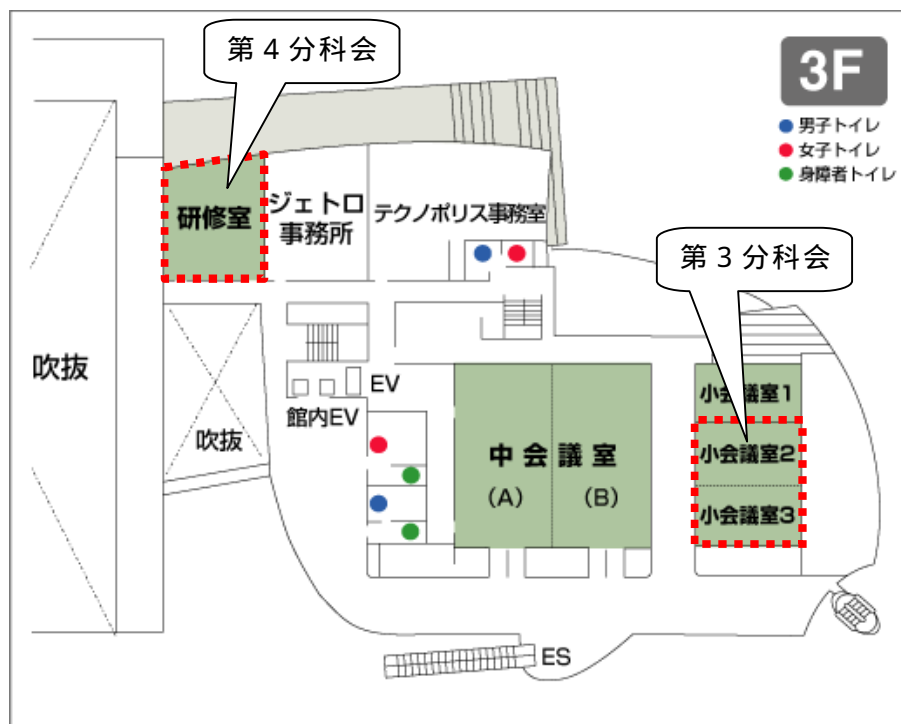 第４分科会
3F
男子トイレ
女子トイレ
身障者トイレ
研修室
ジェトロ
事務所
テクノポリス事務室
第３分科会
吹抜
吹抜
EV
館内EV
小会議室1
小会議室2
小会議室3
中会議室
（A）
（B）
ES